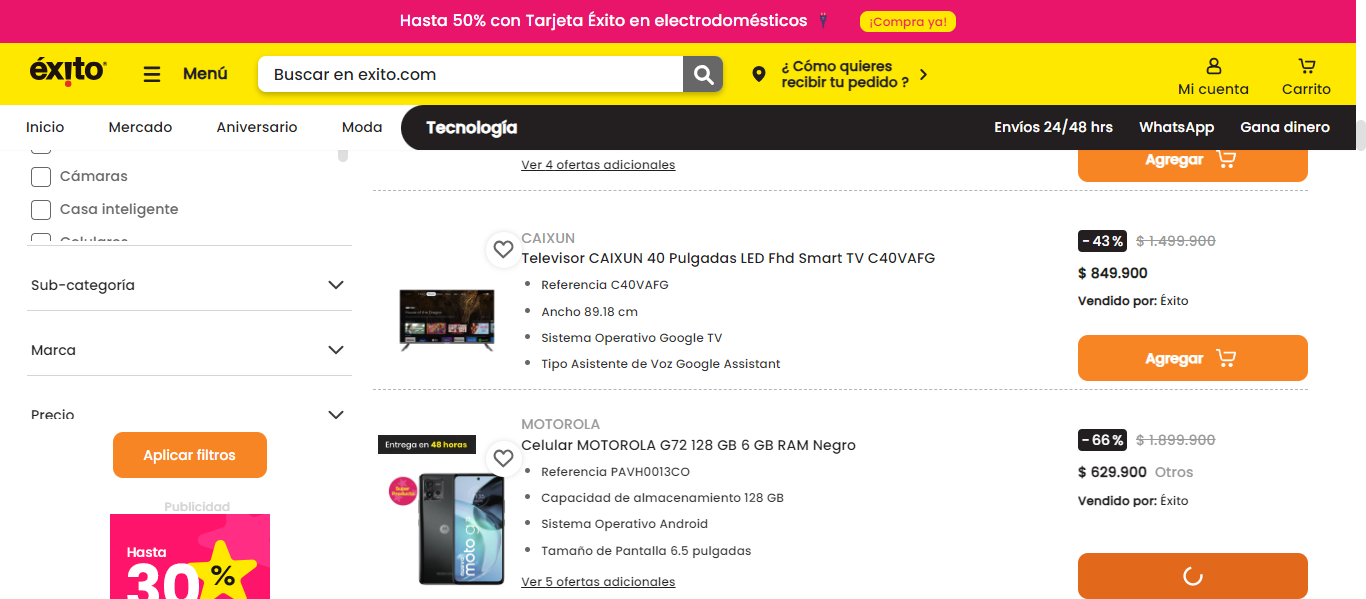 Hasta 50% con Tarjeta Éxito en electrodomésticos ¡Compra ya!
éxito
Menú
Buscar en exito.com
¿ Cómo quieres
recibir tu pedido ?
Mi cuenta
Carrito
Inicio
Mercado
Aniversario
Moda
Tecnología
Envíos 24/48 hrs
WhatsApp
Gana dinero
Cámaras
Casa inteligente
Celulares
Sub-categoría
Marca
Precio
Aplicar filtros
Publicidad
Hasta
30 %
Ver 4 ofertas adicionales
Agregar
CAIXUN
Televisor CAIXUN 40 Pulgadas LED Fhd Smart TV C40VAFG
Referencia C40VAFG
Ancho 89.18 cm
Sistema Operativo Google TV
Tipo Asistente de Voz Google Assistant
- 43 % $ 1.499.900
$ 849.900
Vendido por: Éxito
Agregar
Entrega en 48 horas
Super
Producto
moto g
MOTOROLA
Celular MOTOROLA G72 128 GB 6 GB RAM Negro
Referencia PAVH0013CO
Capacidad de almacenamiento 128 GB
Sistema Operativo Android
Tamaño de Pantalla 6.5 pulgadas
Ver 5 ofertas adicionales
- 66 % $ 1.899.900
$ 629.900 Otros
Vendido por: Éxito